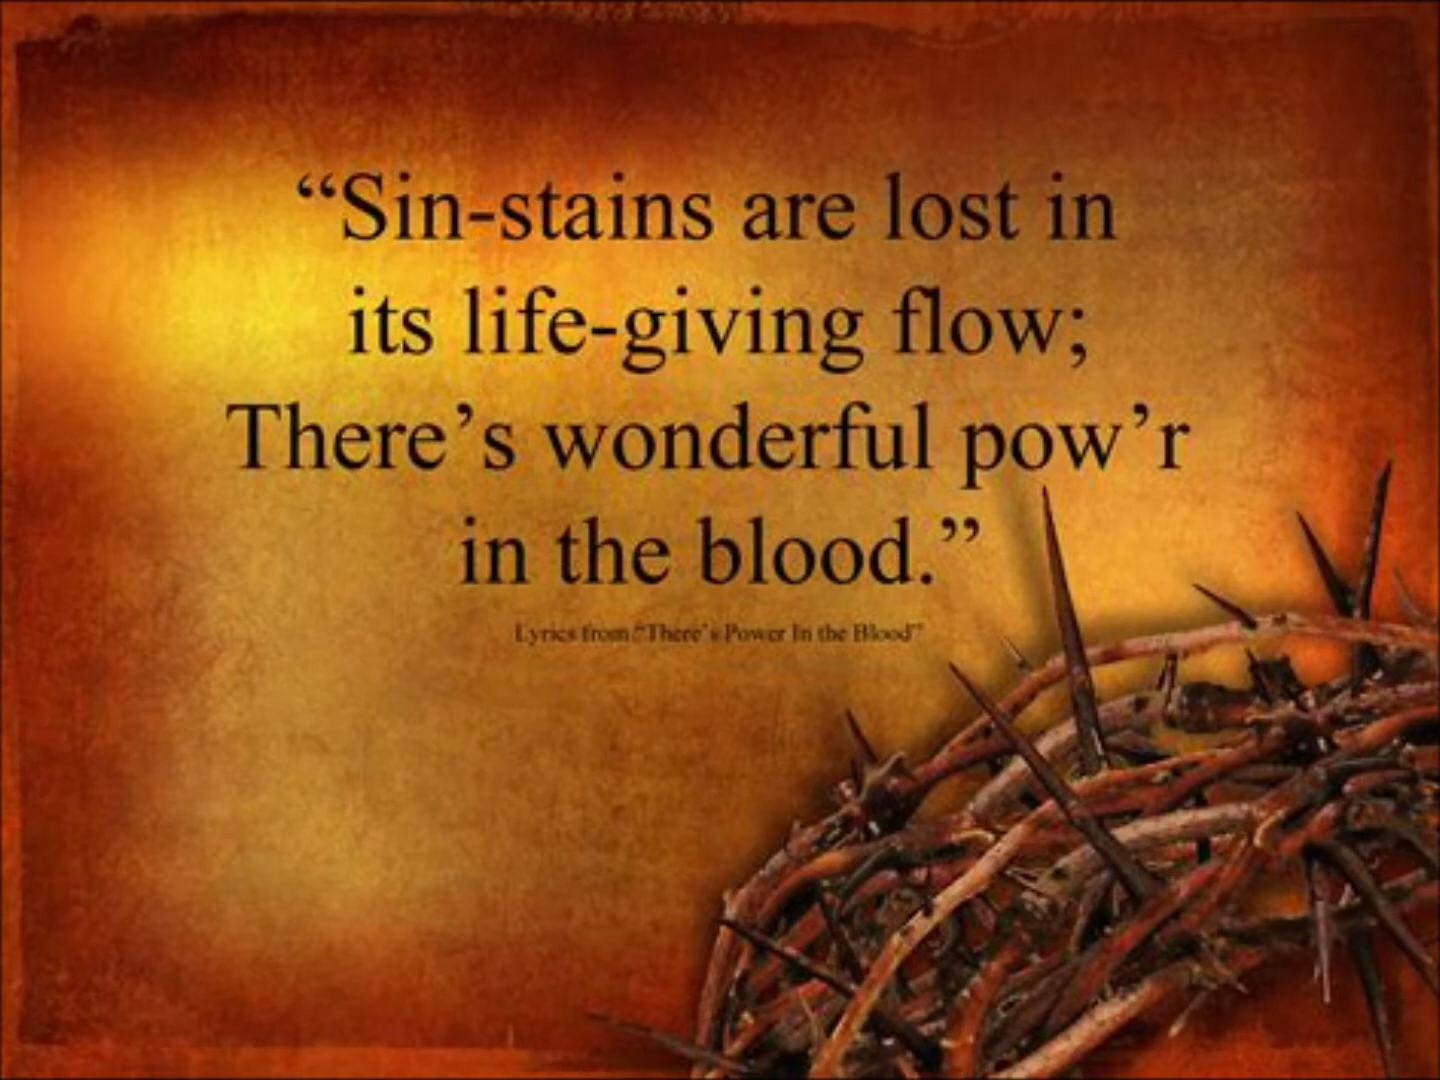 “Sin-stains are lost in
its life-giving flow;
There’s wonderful pow’r
in the blood.”
Lyrics from “There’s Power In the Blood”